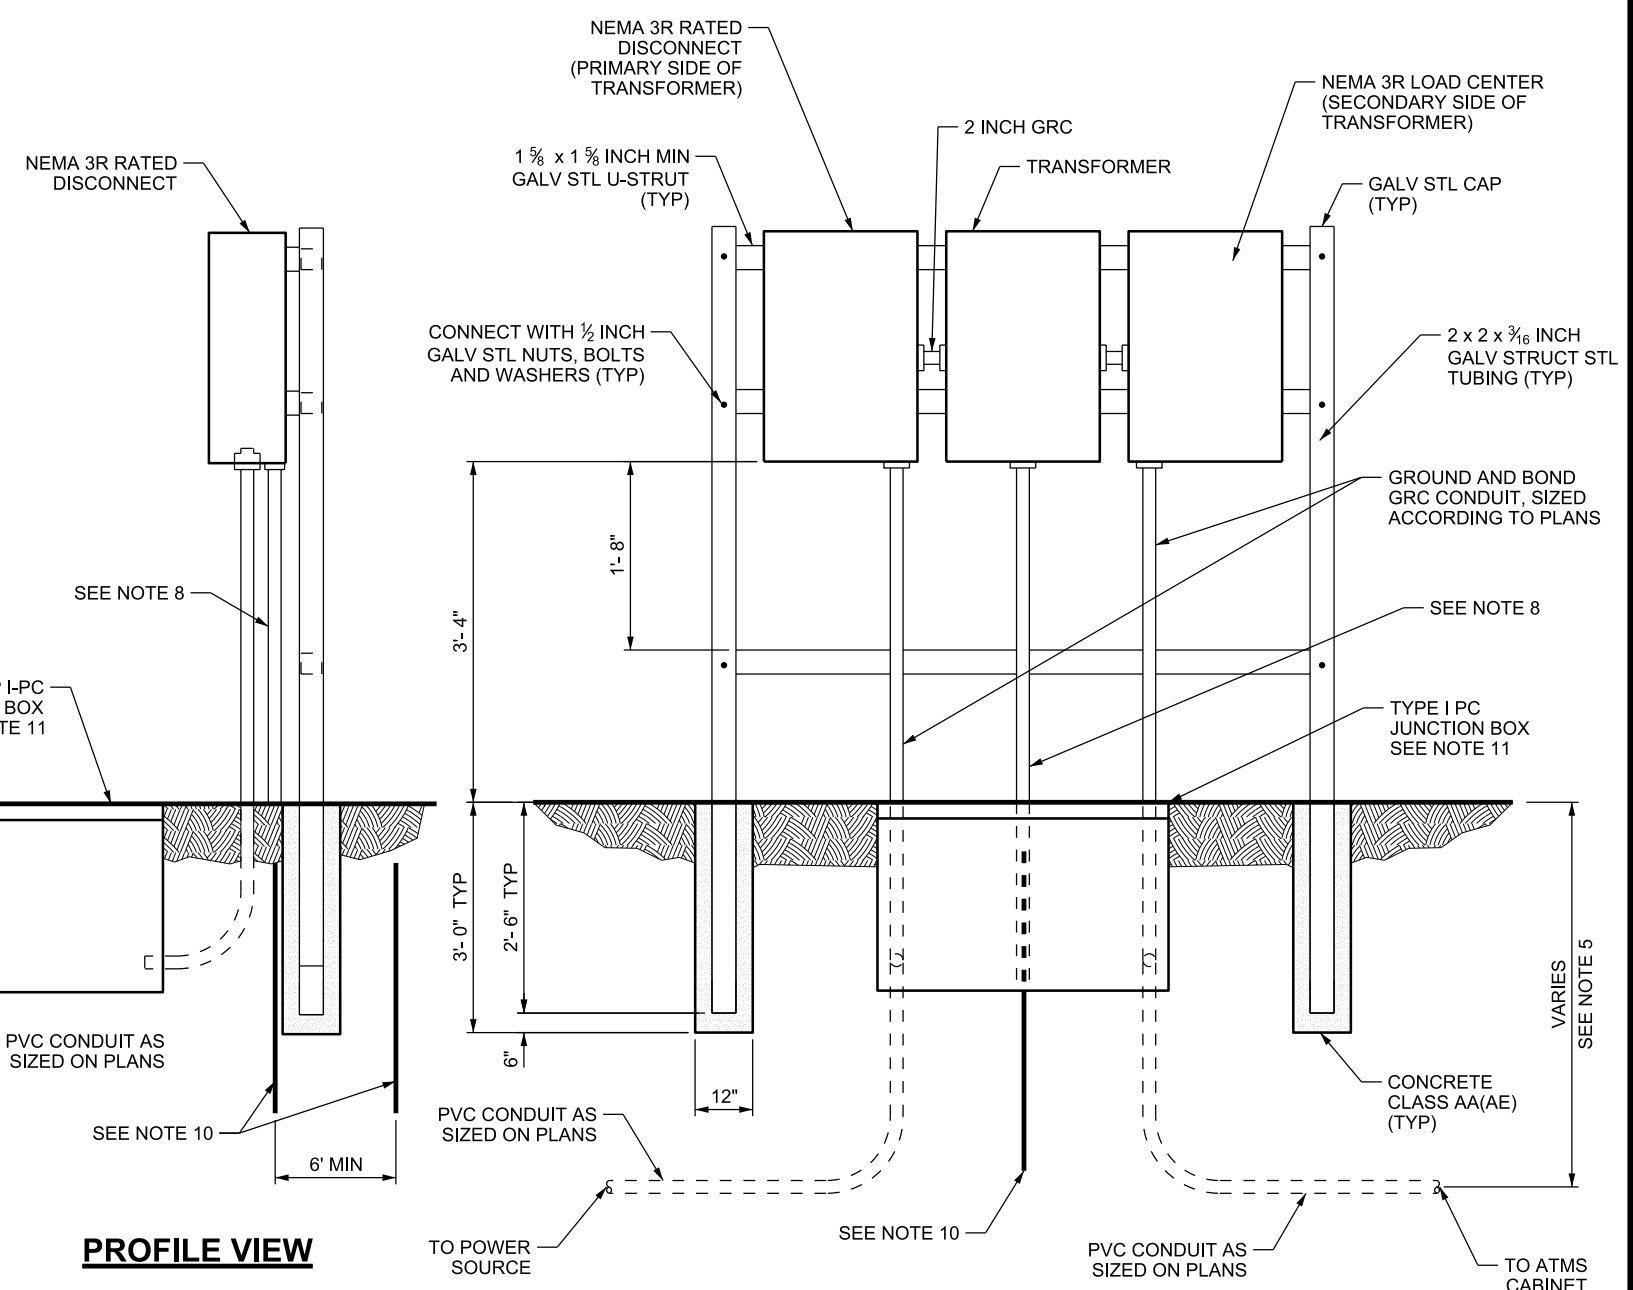 NEMA 3R RATED
DISCONNECT
(PRIMARY SIDE OF
TRANSFORMER)
NEMA 3R LOAD CENTER
(SECONDARY SIDE OF
TRANSFORMER)
2 INCH GRC
1 ⅝ x 1 ⅝ INCH MIN
GALV STL U-STRUT
(TYP)
TRANSFORMER
NEMA 3R RATED
DISCONNECT
GALV STL CAP
(TYP)
CONNECT WITH ½ INCH
GALV STL NUTS, BOLTS
AND WASHERS (TYP)
2 x 2 x 3⁄16 INCH
GALV STRUCT STL
TUBING (TYP)
GROUND AND BOND
GRC CONDUIT, SIZED
ACCORDING TO PLANS
1'- 8"
3'- 4"
SEE NOTE 8
SEE NOTE 8
I-PC
BOX
TE 11
TYPE I PC
JUNCTION BOX
SEE NOTE 11
3'- 0" TYP
2'- 6" TYP
6"
12"
VARIES
SEE NOTE 5
PVC CONDUIT AS
SIZED ON PLANS
SEE NOTE 10
6' MIN
PVC CONDUIT AS
SIZED ON PLANS
CONCRETE
CLASS AA(AE)
(TYP)
SEE NOTE 10
PVC CONDUIT AS
SIZED ON PLANS
TO POWER
SOURCE
TO ATMS
CABINET
PROFILE VIEW